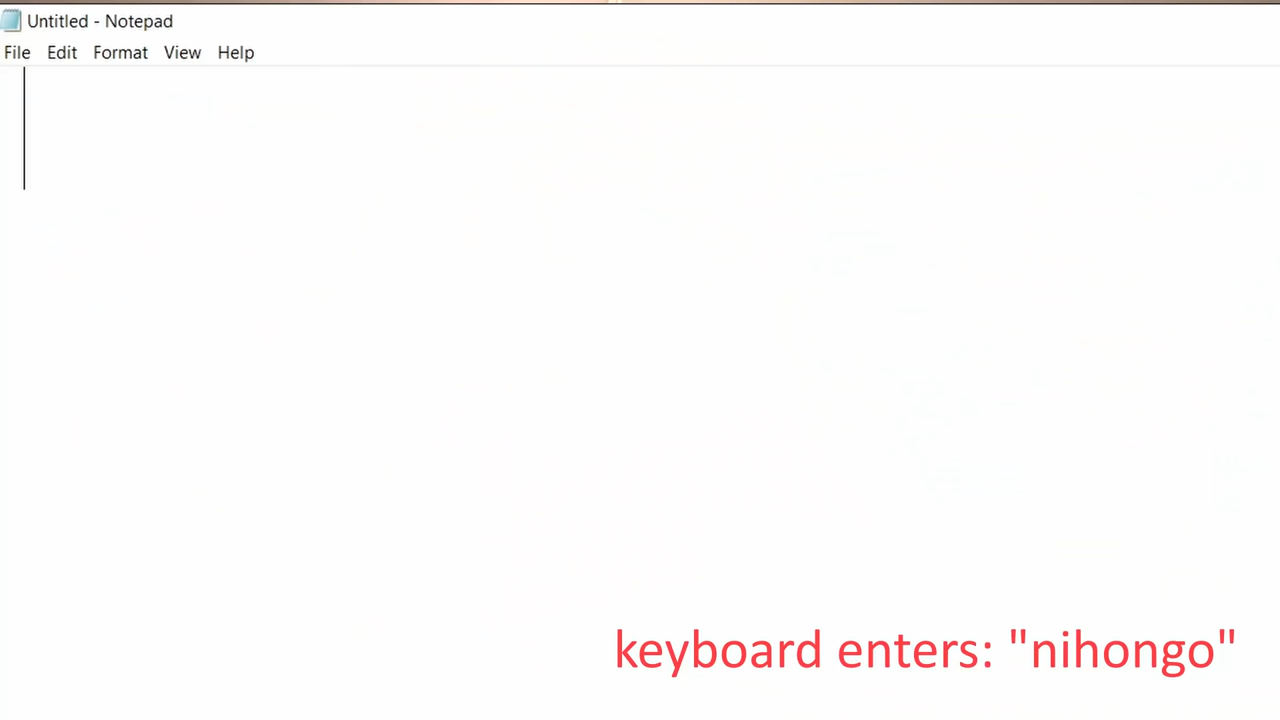 Untitled - Notepad
File Edit Format View Help
keyboard enters: "nihongo"